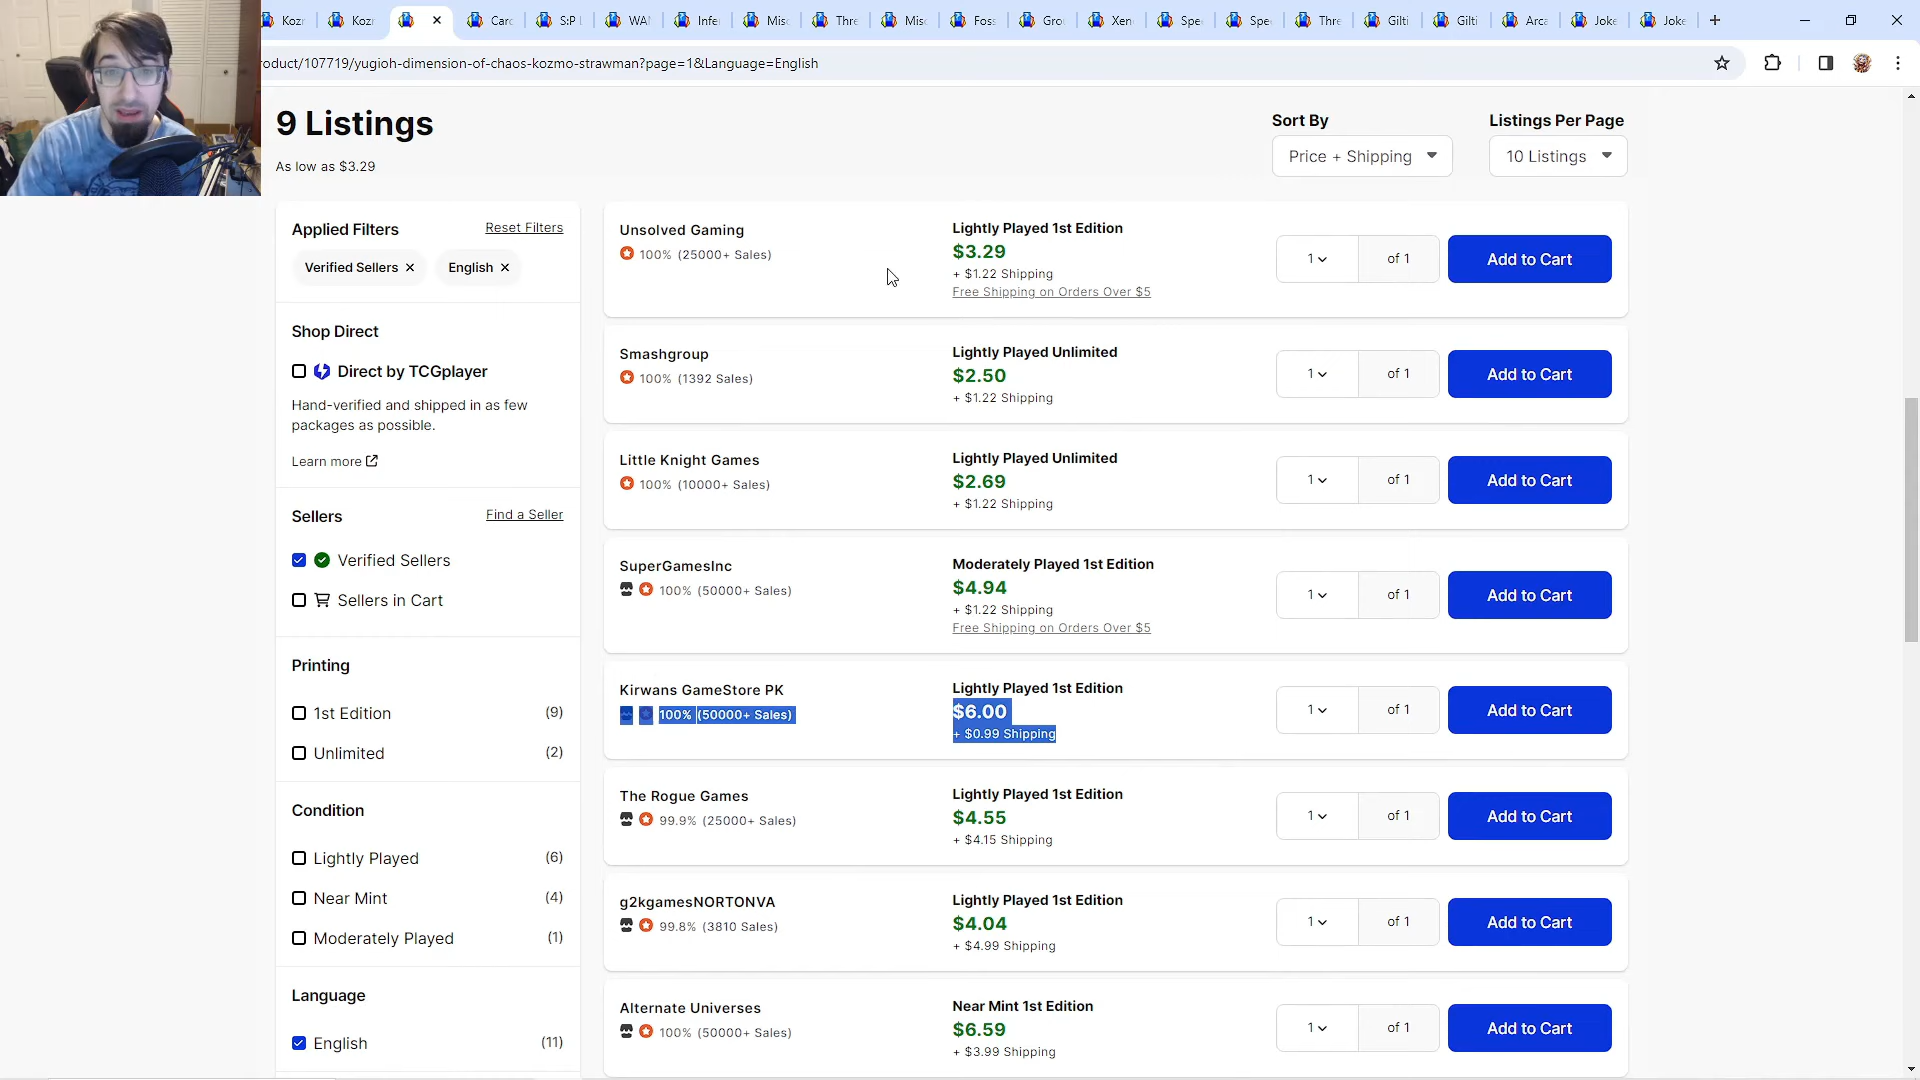 Kozr
Kozr
Card
S:P L
WAN
Infe
Misc
Thre
Misc
Foss
Grou
Xen
Spe
Spe
Thre
Gilti
Gilti
Arca
Joke
Joke
oduct/107719/yugioh-dimension-of-chaos-kozmo-strawman?page=1&Language=English
9 Listings
As low as $3.29
Sort By
Price + Shipping
Listings Per Page
10 Listings
Applied Filters
Reset Filters
Verified Sellers
English
Shop Direct
Direct by TCGplayer
Hand-verified and shipped in as few
packages as possible.
Learn more
Sellers
Find a Seller
Verified Sellers
Sellers in Cart
Printing
1st Edition (9)
Unlimited (2)
Condition
Lightly Played (6)
Near Mint (4)
Moderately Played (1)
Language
English (11)
Unsolved Gaming
100% (25000+ Sales)
Lightly Played 1st Edition
$3.29
+ $1.22 Shipping
Free Shipping on Orders Over $5
1 of 1
Add to Cart
Smashgroup
100% (1392 Sales)
Lightly Played Unlimited
$2.50
+ $1.22 Shipping
1 of 1
Add to Cart
Little Knight Games
100% (10000+ Sales)
Lightly Played Unlimited
$2.69
+ $1.22 Shipping
1 of 1
Add to Cart
SuperGamesInc
100% (50000+ Sales)
Moderately Played 1st Edition
$4.94
+ $1.22 Shipping
Free Shipping on Orders Over $5
1 of 1
Add to Cart
Kirwans GameStore PK
100% (50000+ Sales)
Lightly Played 1st Edition
$6.00
+ $0.99 Shipping
1 of 1
Add to Cart
The Rogue Games
99.9% (25000+ Sales)
Lightly Played 1st Edition
$4.55
+ $4.15 Shipping
1 of 1
Add to Cart
g2kgamesNORTONVA
99.8% (3810 Sales)
Lightly Played 1st Edition
$4.04
+ $4.99 Shipping
1 of 1
Add to Cart
Alternate Universes
100% (50000+ Sales)
Near Mint 1st Edition
$6.59
+ $3.99 Shipping
1 of 1
Add to Cart